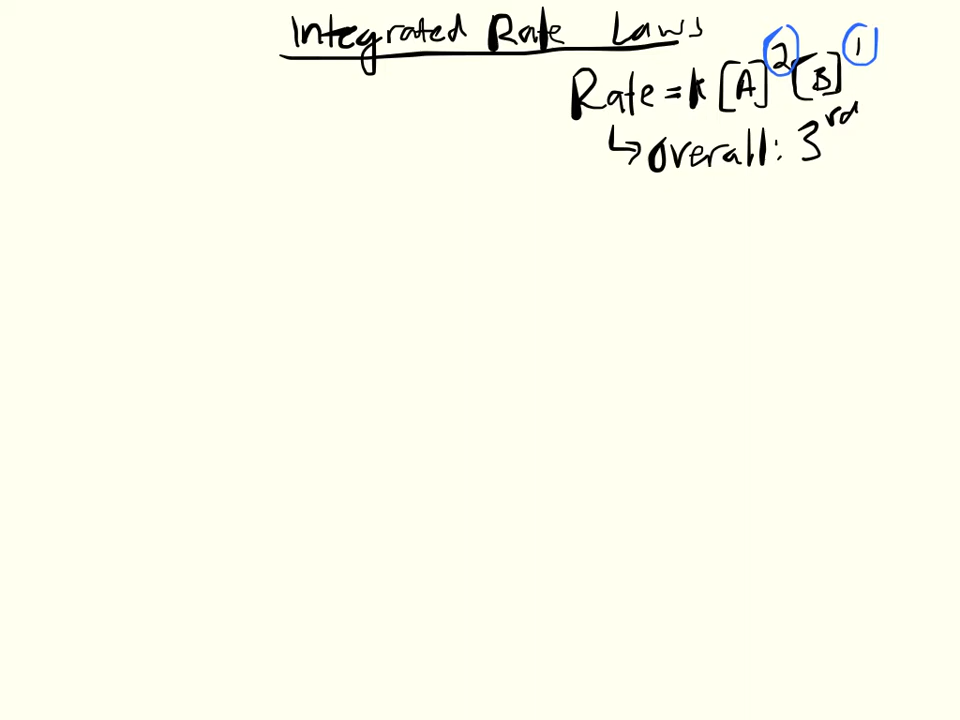 Integrated Rate Laws
Rate = k [A]² [B]¹
↳ overall: 3rd